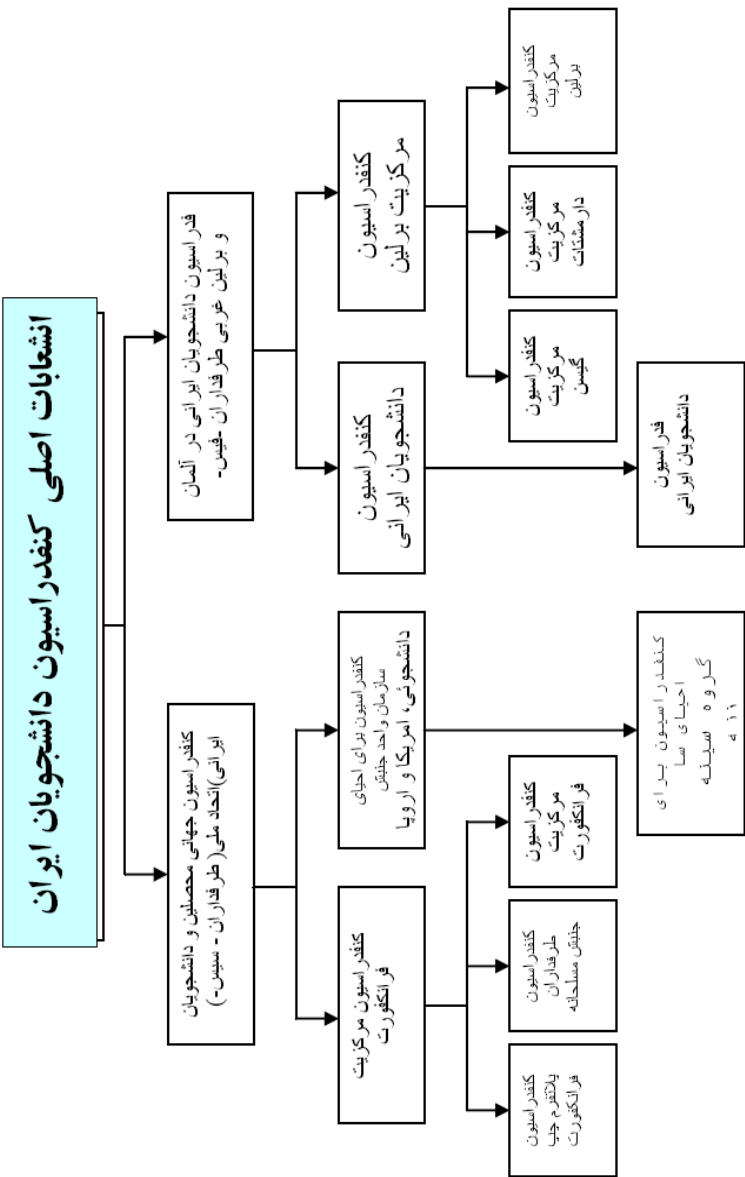 انشعابات اصلی کنفدراسیون دانشجویان ایران
فدراسیون دانشجویان ایرانی در آلمان
و برلین غربی طرفداران -فیس-
کنفدراسیون جهانی محصلین و دانشجویان
ایرانی)اتحاد ملی( طرفداران - سیس-)
کنفدراسیون
مرکزیت برلین
کنفدراسیون
دانشجویان ایرانی
کنفدراسیون برای احیای
سازمان واحد جنبش
دانشجوئی، امریکا و اروپا
کنفدراسیون مرکزیت
فرانکفورت
کنفدراسیون
مرکزیت
برلین
کنفدراسیون
مرکزیت
دارمشتات
کنفدراسیون
مرکزیت
گیسن
کنفدراسیون
مرکزیت
فرانکفورت
کنفدراسیون
طرفداران
جنبش مسلحانه
کنفدراسیون
پلاتفرم چپ
فرانکفورت
فدراسیون
دانشجویان ایرانی
کنفدراسیون برای
احیای سا
گروه سینه